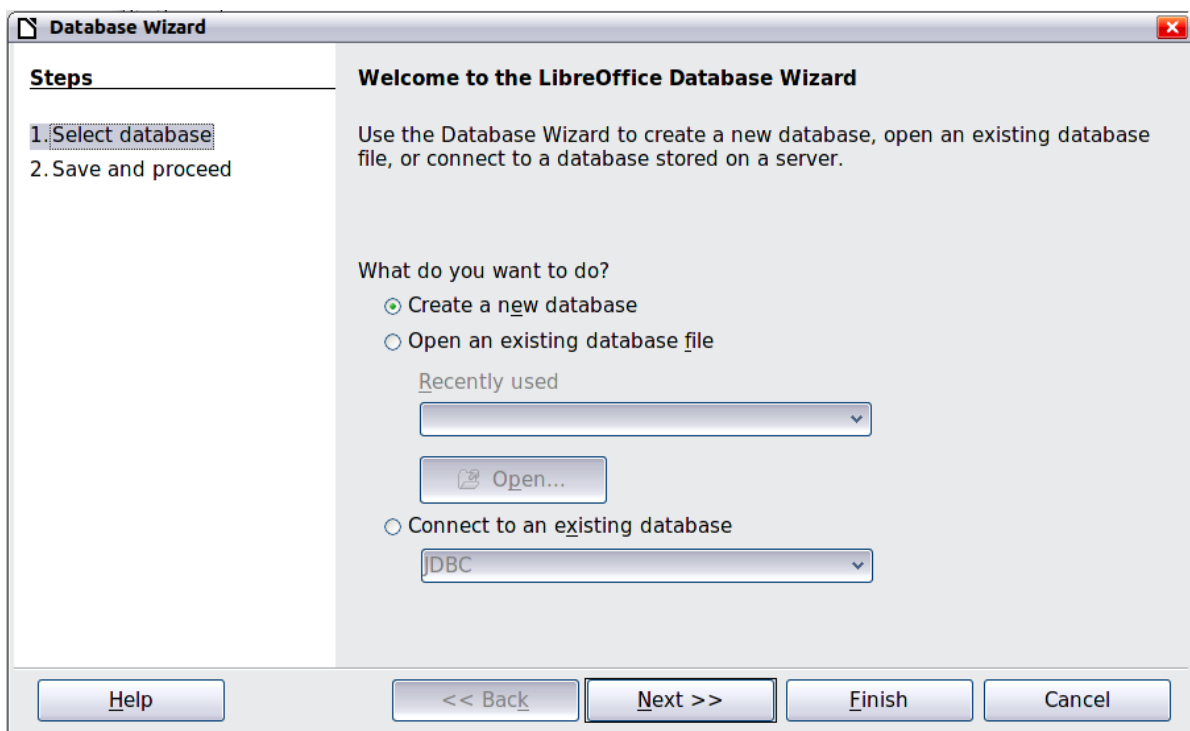 Database Wizard
Steps
1. Select database
2. Save and proceed
Welcome to the LibreOffice Database Wizard
Use the Database Wizard to create a new database, open an existing database
file, or connect to a database stored on a server.
What do you want to do?
Create a new database
Open an existing database file
Recently used
Open...
Connect to an existing database
JDBC
Help
<< Back
Next >>
Finish
Cancel